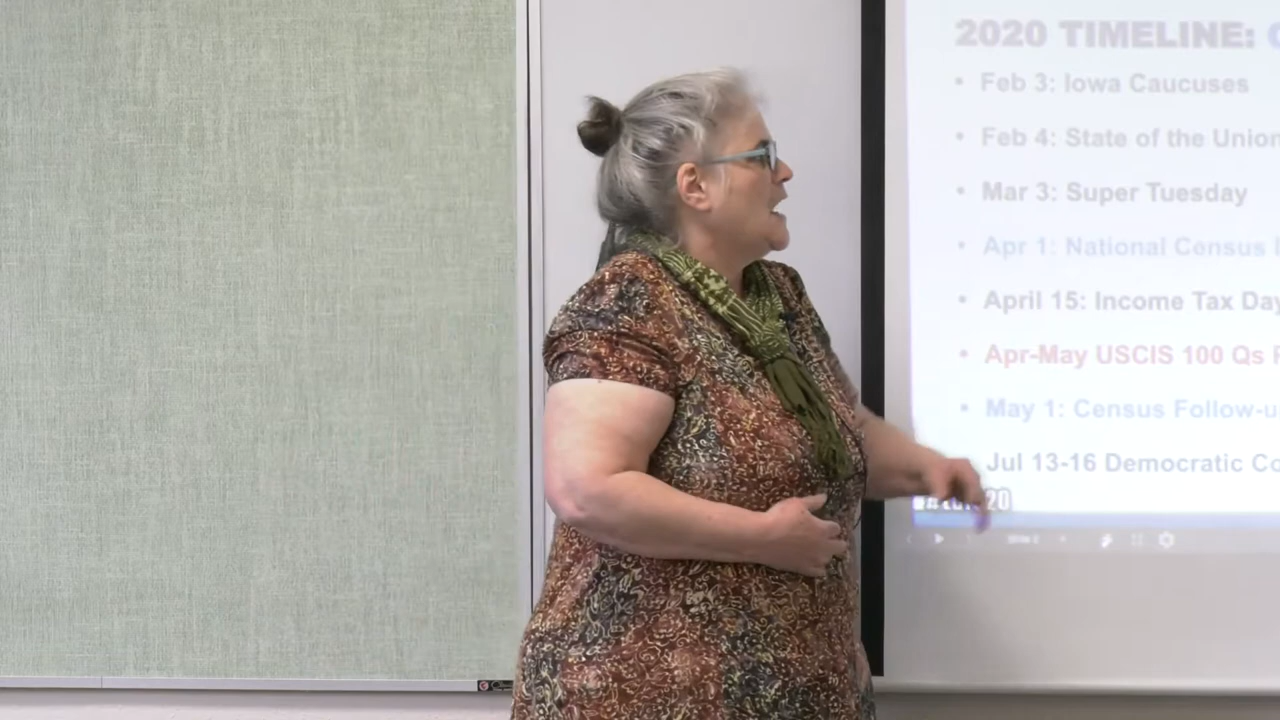 2020 TIMELINE:
• Feb 3: Iowa Caucuses
• Feb 4: State of the Union
• Mar 3: Super Tuesday
• Apr 1: National Census
• April 15: Income Tax Day
• Apr-May USCIS 100 Qs
• May 1: Census Follow-u
Jul 13-16 Democratic Co